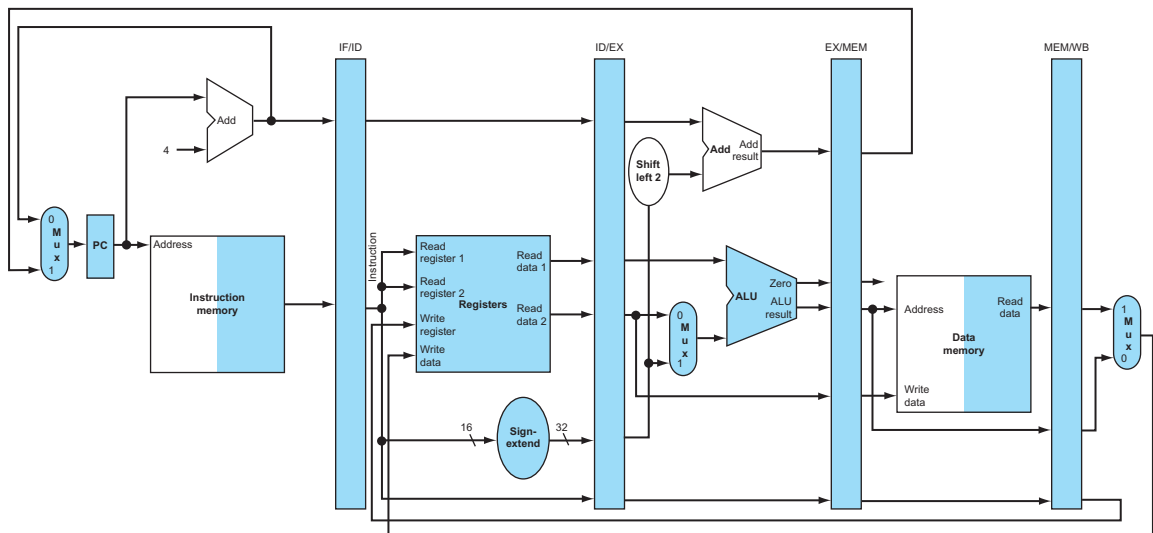 IF/ID
ID/EX
EX/MEM
MEM/WB
Add
4
Add
Add
result
Shift
left 2
0
M
u
x
1
PC
Address
Instruction
memory
Instruction
Read
register 1
Read
register 2
Write
register
Write
data
Registers
Read
data 1
Read
data 2
16
Sign-
extend
32
0
M
u
x
1
ALU
Zero
ALU
result
Address
Write
data
Data
memory
Read
data
1
M
u
x
0